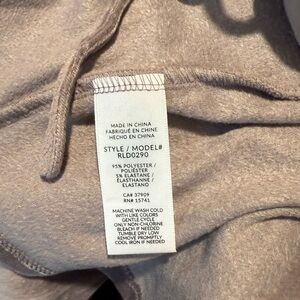 MADE IN CHINA
FABRIQUÉ EN CHINE
HECHO EN CHINA
STYLE / MODEL#
RLD0290
95% POLYESTER /
POLIÉSTER
5% ELASTANE /
ÉLASTHANNE /
ELASTANO
CA# 37909
RN# 15741
MACHINE WASH COLD
WITH LIKE COLORS
GENTLE CYCLE
ONLY NON-CHLORINE
BLEACH IF NEEDED
TUMBLE DRY LOW
REMOVE PROMPTLY
COOL IRON IF NEEDED